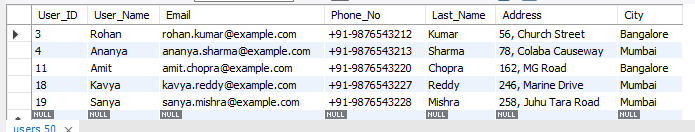 User_ID User_Name Email Phone_No Last_Name Address City
3 Rohan rohan.kumar@example.com +91-9876543212 Kumar 56, Church Street Bangalore
4 Ananya ananya.sharma@example.com +91-9876543213 Sharma 78, Colaba Causeway Mumbai
11 Amit amit.chopra@example.com +91-9876543220 Chopra 162, MG Road Bangalore
18 Kavya kavya.reddy@example.com +91-9876543227 Reddy 246, Marine Drive Mumbai
19 Sanya sanya.mishra@example.com +91-9876543228 Mishra 258, Juhu Tara Road Mumbai
NULL NULL NULL NULL NULL NULL NULL
users 50